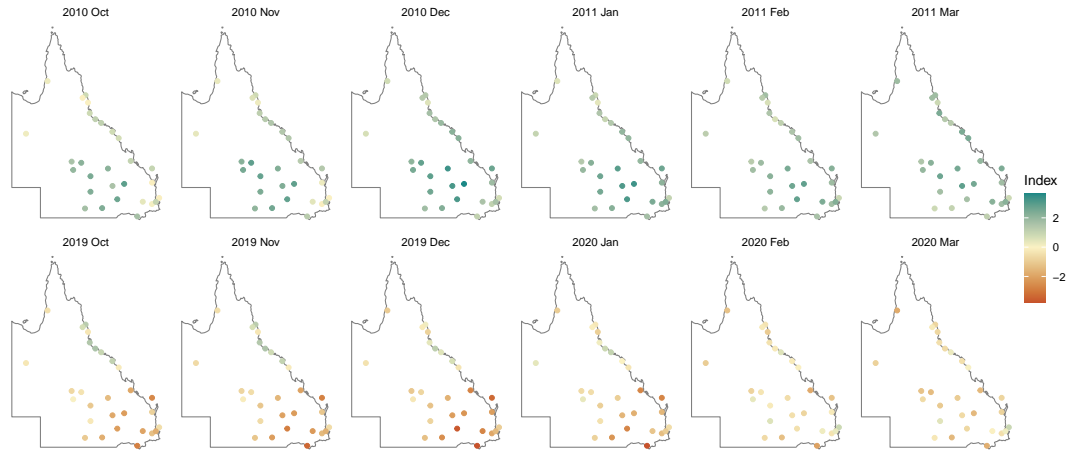 2010 Oct
2010 Nov
2010 Dec
2011 Jan
2011 Feb
2011 Mar
Index
2
0
−2
2019 Oct
2019 Nov
2019 Dec
2020 Jan
2020 Feb
2020 Mar